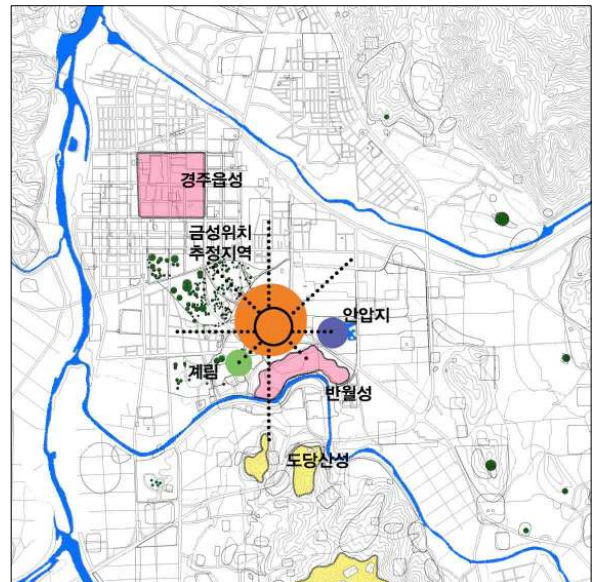 경주읍성
금성위치
추정지역
안압지
계림
반월성
도당산성